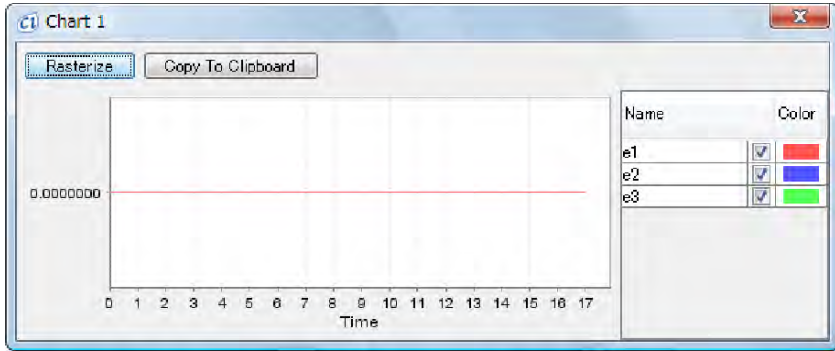 Chart 1
Rasterize Copy To Clipboard
Name Color
e1
e2
e3
0.0000000
0 1 2 3 4 5 6 7 8 9 10 11 12 13 14 15 16 17
Time